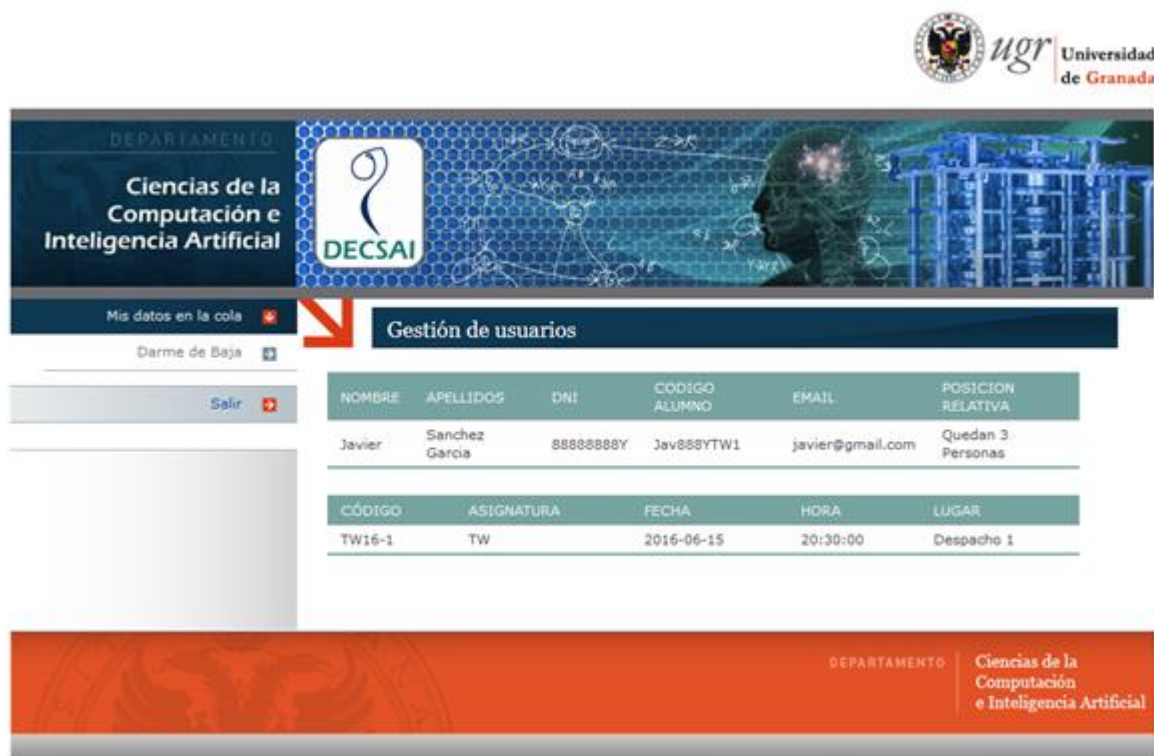 ugr
Universidad
de Granada
DEPARTAMENTO
Ciencias de la
Computación e
Inteligencia Artificial
DECSAI
Mis datos en la cola
Darme de Baja
Salir
Gestión de usuarios
NOMBRE APELLIDOS DNI CODIGO ALUMNO EMAIL POSICION RELATIVA
Javier Sanchez Garcia 88888888Y Jav888YTW1 javier@gmail.com Quedan 3 Personas
CÓDIGO ASIGNATURA FECHA HORA LUGAR
TW16-1 TW 2016-06-15 20:30:00 Despacho 1
DEPARTAMENTO
Ciencias de la
Computación
e Inteligencia Artificial